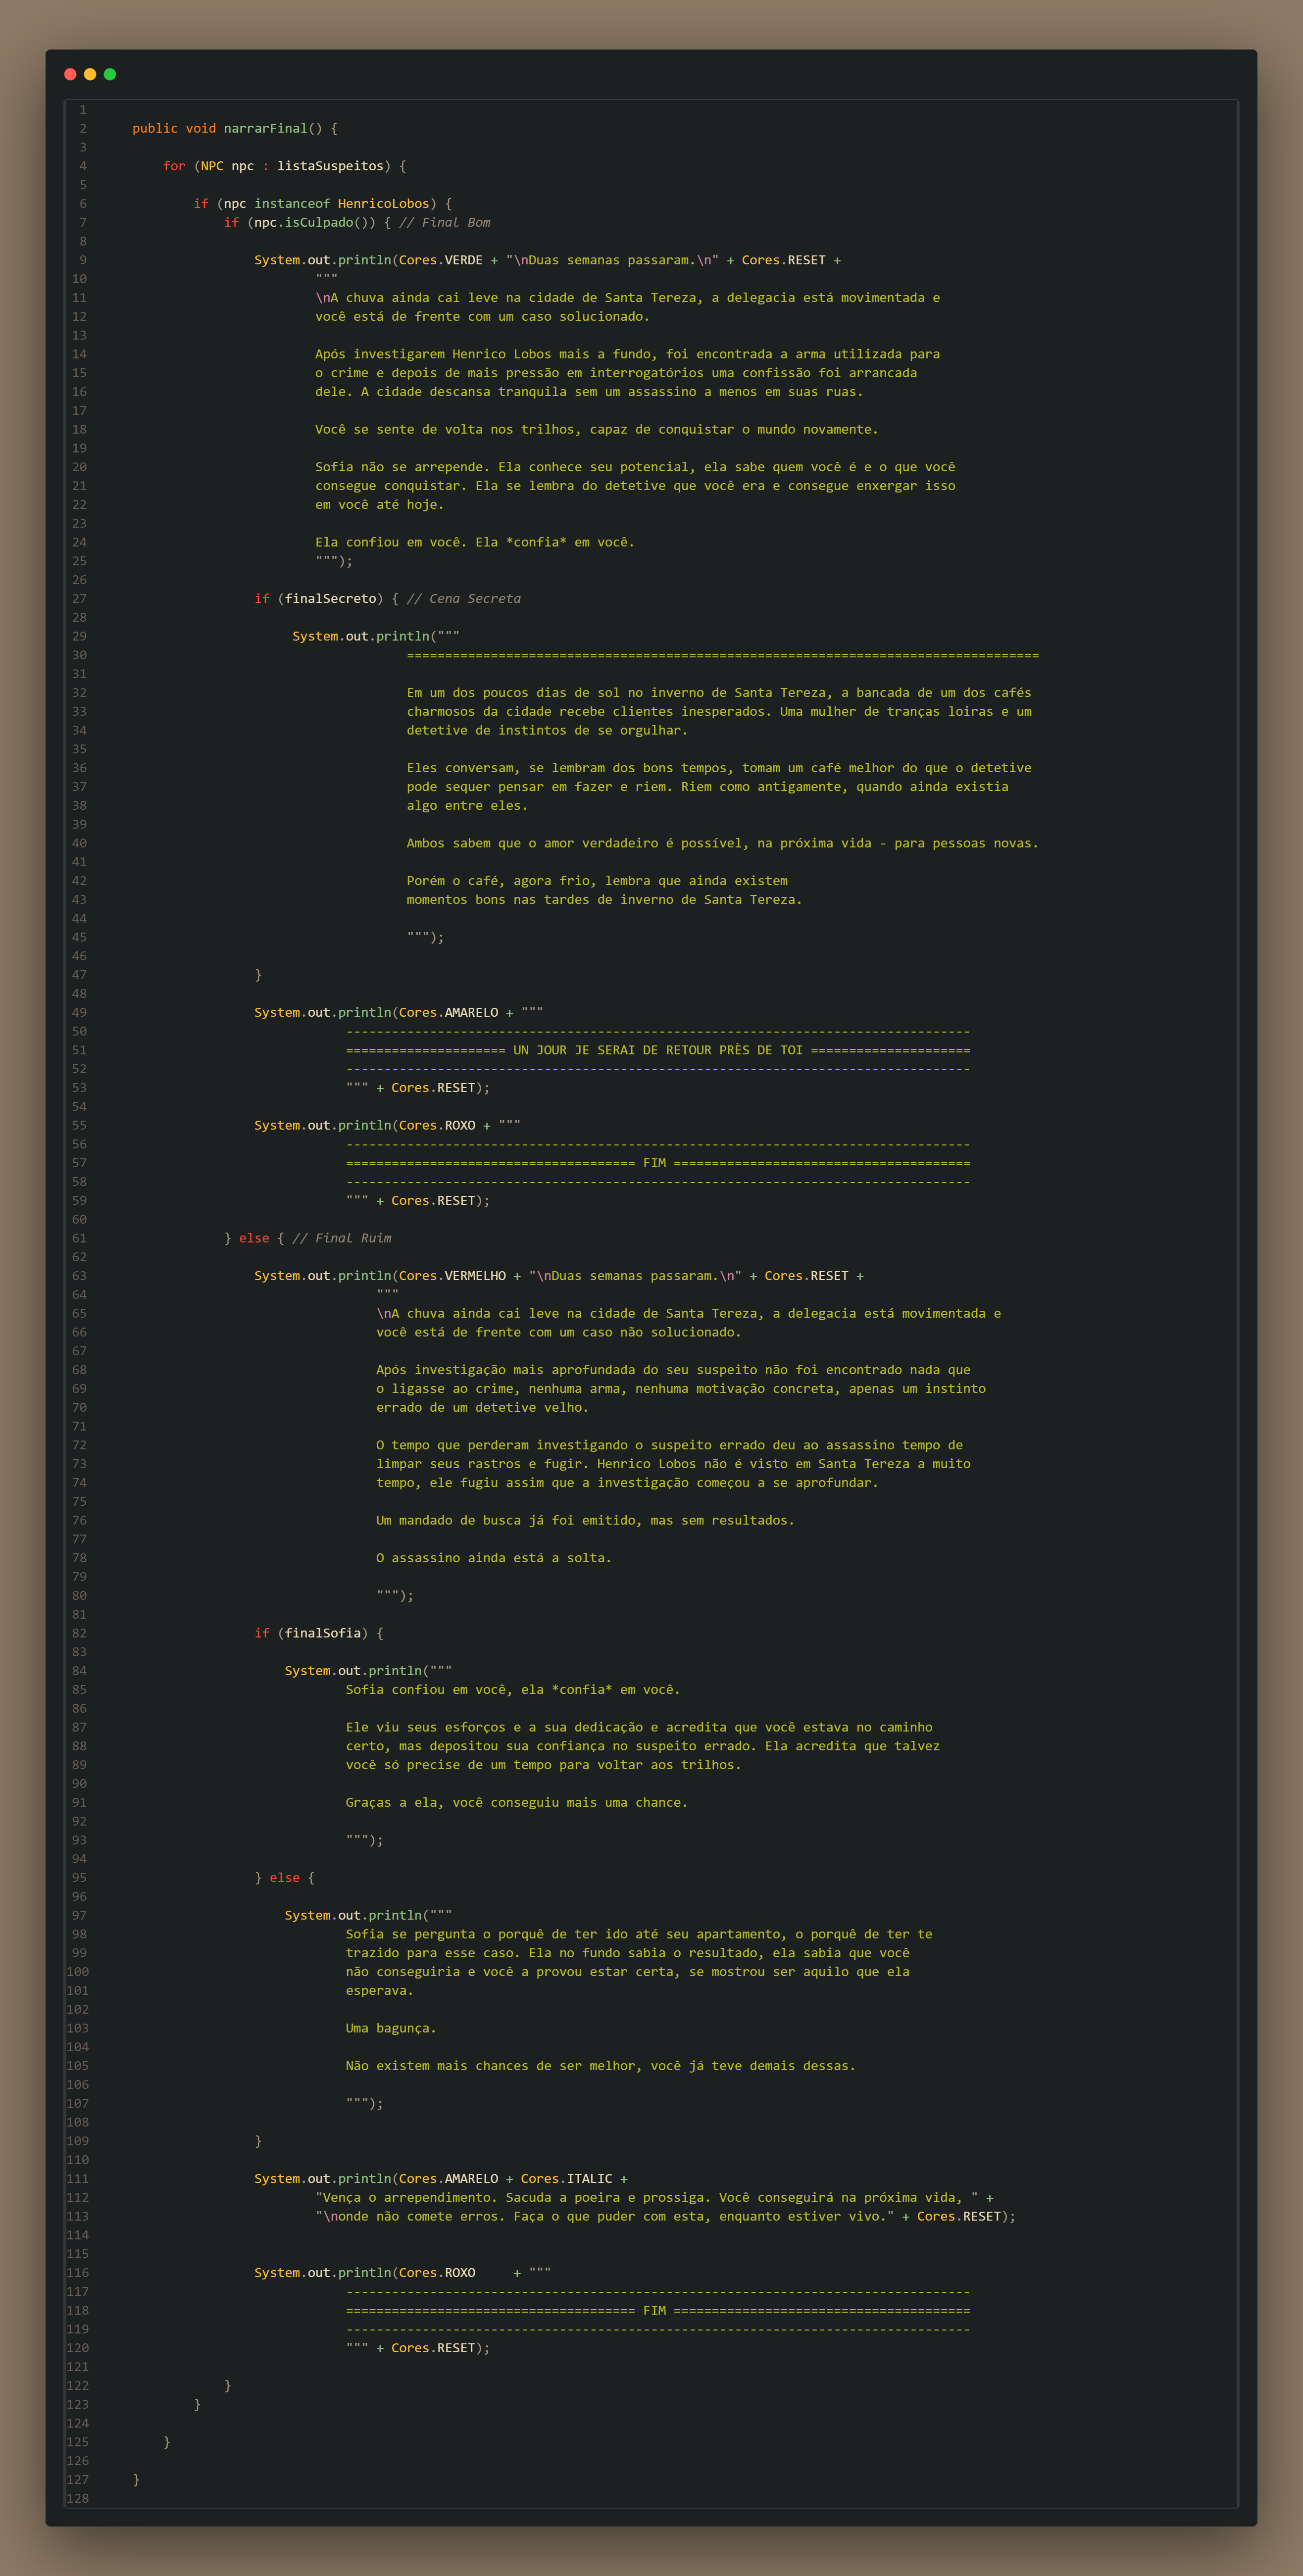 1
2 public void narrarFinal() {
3
4 for (NPC npc : listaSuspeitos) {
5
6 if (npc instanceof HenricoLobos) {
7 if (npc.isCulpado()) { // Final Bom
8
9 System.out.println(Cores.VERDE + "\nDuas semanas passaram.\n" + Cores.RESET +
10 """
11 \nA chuva ainda cai leve na cidade de Santa Tereza, a delegacia está movimentada e
12 você está de frente com um caso solucionado.
13
14 Após investigarem Henrico Lobos mais a fundo, foi encontrada a arma utilizada para
15 o crime e depois de mais pressão em interrogatórios uma confissão foi arrancada
16 dele. A cidade descansa tranquila sem um assassino a menos em suas ruas.
17
18 Você se sente de volta nos trilhos, capaz de conquistar o mundo novamente.
19
20 Sofia não se arrepende. Ela conhece seu potencial, ela sabe quem você é e o que você
21 consegue conquistar. Ela se lembra do detetive que você era e consegue enxergar isso
22 em você até hoje.
23
24 Ela confiou em você. Ela *confia* em você.
25 """);
26
27 if (finalSecreto) { // Cena Secreta
28
29 System.out.println("""
30 ===================================================================================
31
32 Em um dos poucos dias de sol no inverno de Santa Tereza, a bancada de um dos cafés
33 charmosos da cidade recebe clientes inesperados. Uma mulher de tranças loiras e um
34 detetive de instintos de se orgulhar.
35
36 Eles conversam, se lembram dos bons tempos, tomam um café melhor do que o detetive
37 pode sequer pensar em fazer e riem. Riem como antigamente, quando ainda existia
38 algo entre eles.
39
40 Ambos sabem que o amor verdadeiro é possível, na próxima vida - para pessoas novas.
41
42 Porém o café, agora frio, lembra que ainda existem
43 momentos bons nas tardes de inverno de Santa Tereza.
44
45 """);
46
47 }
48
49 System.out.println(Cores.AMARELO + """
50 ----------------------------------------------------------------------------------
51 ===================== UN JOUR JE SERAI DE RETOUR PRÈS DE TOI =====================
52 ----------------------------------------------------------------------------------
53 """ + Cores.RESET);
54
55 System.out.println(Cores.ROXO + """
56 ----------------------------------------------------------------------------------
57 ====================================== FIM =======================================
58 ----------------------------------------------------------------------------------
59 """ + Cores.RESET);
60
61 } else { // Final Ruim
62
63 System.out.println(Cores.VERMELHO + "\nDuas semanas passaram.\n" + Cores.RESET +
64 """
65 \nA chuva ainda cai leve na cidade de Santa Tereza, a delegacia está movimentada e
66 você está de frente com um caso não solucionado.
67
68 Após investigação mais aprofundada do seu suspeito não foi encontrado nada que
69 o ligasse ao crime, nenhuma arma, nenhuma motivação concreta, apenas um instinto
70 errado de um detetive velho.
71
72 O tempo que perderam investigando o suspeito errado deu ao assassino tempo de
73 limpar seus rastros e fugir. Henrico Lobos não é visto em Santa Tereza a muito
74 tempo, ele fugiu assim que a investigação começou a se aprofundar.
75
76 Um mandado de busca já foi emitido, mas sem resultados.
77
78 O assassino ainda está a solta.
79
80 """);
81
82 if (finalSofia) {
83
84 System.out.println("""
85 Sofia confiou em você, ela *confia* em você.
86
87 Ele viu seus esforços e a sua dedicação e acredita que você estava no caminho
88 certo, mas depositou sua confiança no suspeito errado. Ela acredita que talvez
89 você só precise de um tempo para voltar aos trilhos.
90
91 Graças a ela, você conseguiu mais uma chance.
92
93 """);
94
95 } else {
96
97 System.out.println("""
98 Sofia se pergunta o porquê de ter ido até seu apartamento, o porquê de ter te
99 trazido para esse caso. Ela no fundo sabia o resultado, ela sabia que você
100 não conseguiria e você a provou estar certa, se mostrou ser aquilo que ela
101 esperava.
102
103 Uma bagunça.
104
105 Não existem mais chances de ser melhor, você já teve demais dessas.
106
107 """);
108
109 }
110
111 System.out.println(Cores.AMARELO + Cores.ITALIC +
112 "Vença o arrependimento. Sacuda a poeira e prossiga. Você conseguirá na próxima vida, " +
113 "\nonde não comete erros. Faça o que puder com esta, enquanto estiver vivo." + Cores.RESET);
114
115
116 System.out.println(Cores.ROXO     + """
117 ----------------------------------------------------------------------------------
118 ====================================== FIM =======================================
119 ----------------------------------------------------------------------------------
120 """ + Cores.RESET);
121
122 }
123 }
124
125 }
126
127 }
128